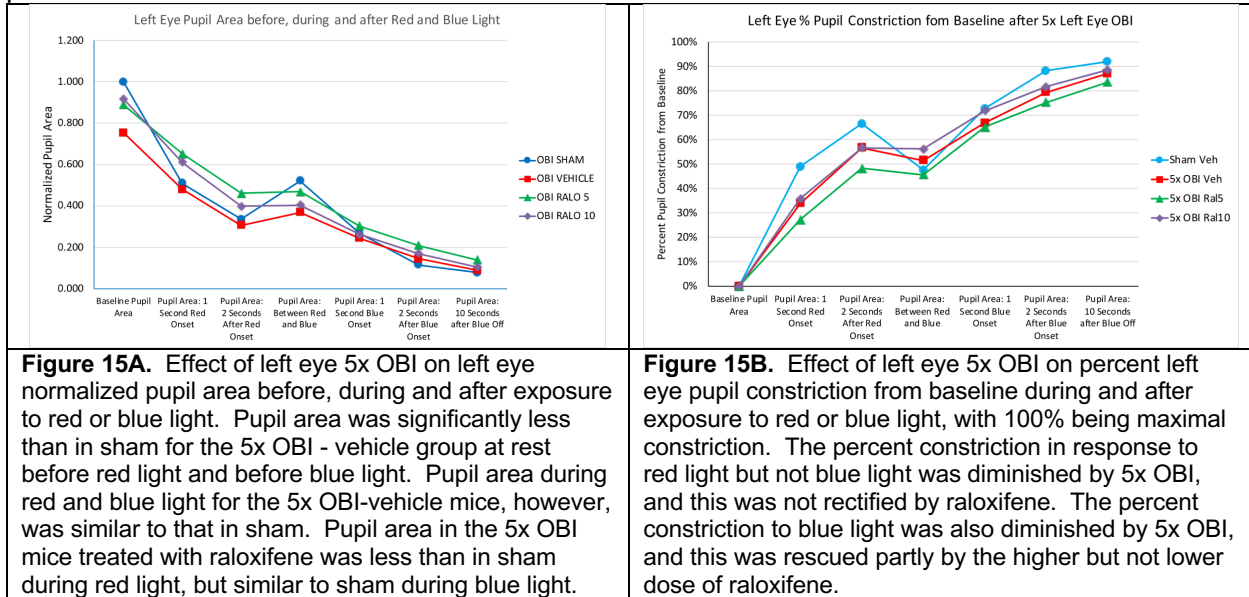 Left Eye Pupil Area before, during and after Red and Blue Light
1.200
1.000
0.800
0.600
0.400
0.200
0.000
Normalized Pupil Area
Baseline Pupil Area
Pupil Area: 1 Second Red Onset
Pupil Area: 2 Seconds After Red Onset
Pupil Area: Between Red and Blue
Pupil Area: 1 Second Blue Onset
Pupil Area: 2 Seconds After Blue Onset
Pupil Area: 10 Seconds after Blue Off
OBI SHAM
OBI VEHICLE
OBI RALO 5
OBI RALO 10
Left Eye % Pupil Constriction fom Baseline after 5x Left Eye OBI
100%
90%
80%
70%
60%
50%
40%
30%
20%
10%
0%
Percent Pupil Constriction from Baseline
Baseline Pupil Area
Pupil Area: 1 Second Red Onset
Pupil Area: 2 Seconds After Red Onset
Pupil Area: Between Red and Blue
Pupil Area: 1 Second Blue Onset
Pupil Area: 2 Seconds After Blue Onset
Pupil Area: 10 Seconds after Blue Off
Sham Veh
5x OBI Veh
5x OBI Ral5
5x OBI Ral10
Figure 15A. Effect of left eye 5x OBI on left eye
normalized pupil area before, during and after exposure
to red or blue light. Pupil area was significantly less
than in sham for the 5x OBI - vehicle group at rest
before red light and before blue light. Pupil area during
red and blue light for the 5x OBI-vehicle mice, however,
was similar to that in sham. Pupil area in the 5x OBI
mice treated with raloxifene was less than in sham
during red light, but similar to sham during blue light.
Figure 15B. Effect of left eye 5x OBI on percent left
eye pupil constriction from baseline during and after
exposure to red or blue light, with 100% being maximal
constriction. The percent constriction in response to
red light but not blue light was diminished by 5x OBI,
and this was not rectified by raloxifene. The percent
constriction to blue light was also diminished by 5x OBI,
and this was rescued partly by the higher but not lower
dose of raloxifene.